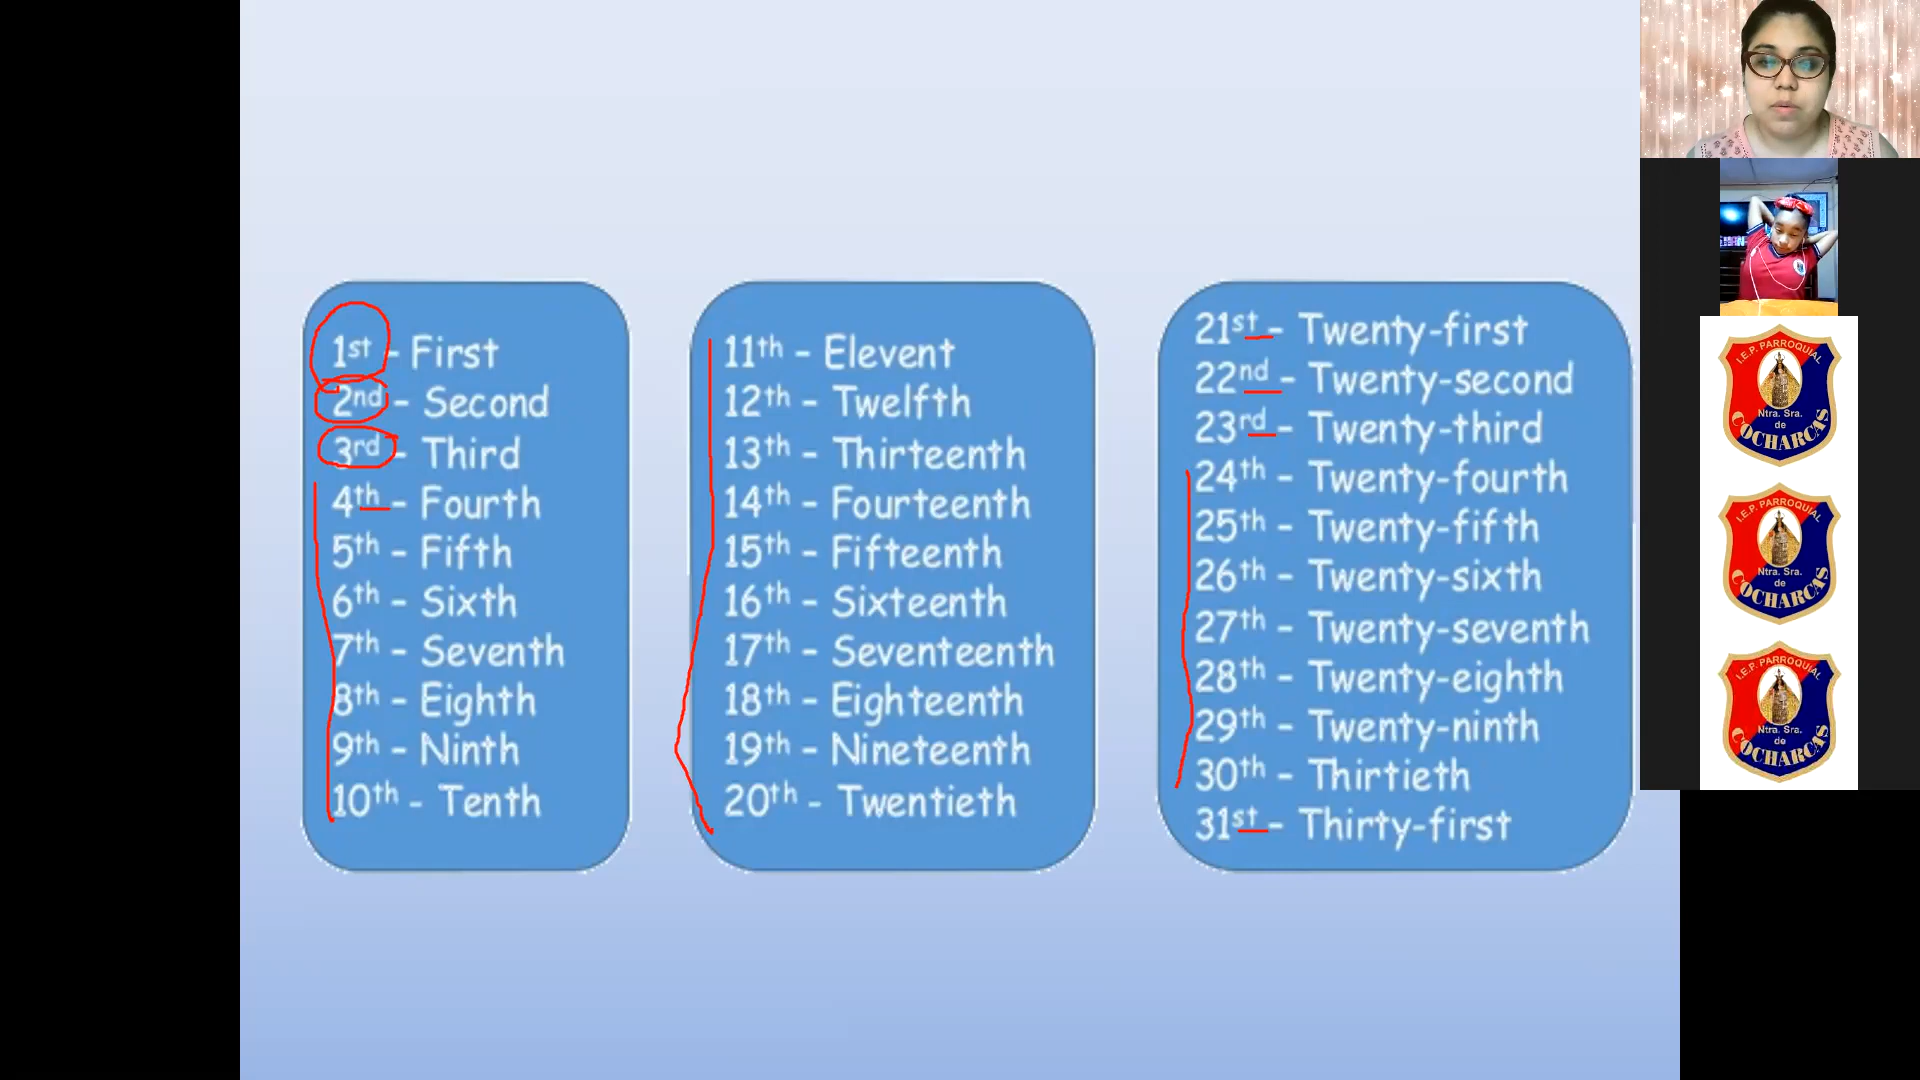 1st - First
2nd - Second
3rd - Third
4th - Fourth
5th - Fifth
6th - Sixth
7th - Seventh
8th - Eighth
9th - Ninth
10th - Tenth
11th - Elevent
12th - Twelfth
13th - Thirteenth
14th - Fourteenth
15th - Fifteenth
16th - Sixteenth
17th - Seventeenth
18th - Eighteenth
19th - Nineteenth
20th - Twentieth
21st - Twenty-first
22nd - Twenty-second
23rd - Twenty-third
24th - Twenty-fourth
25th - Twenty-fifth
26th - Twenty-sixth
27th - Twenty-seventh
28th - Twenty-eighth
29th - Twenty-ninth
30th - Thirtieth
31st - Thirty-first
I.E.P. PARROQUIAL
Ntra. Sra.
de
COCHARCAS
I.E.P. PARROQUIAL
Ntra. Sra.
de
COCHARCAS
I.E.P. PARROQUIAL
Ntra. Sra.
de
COCHARCAS